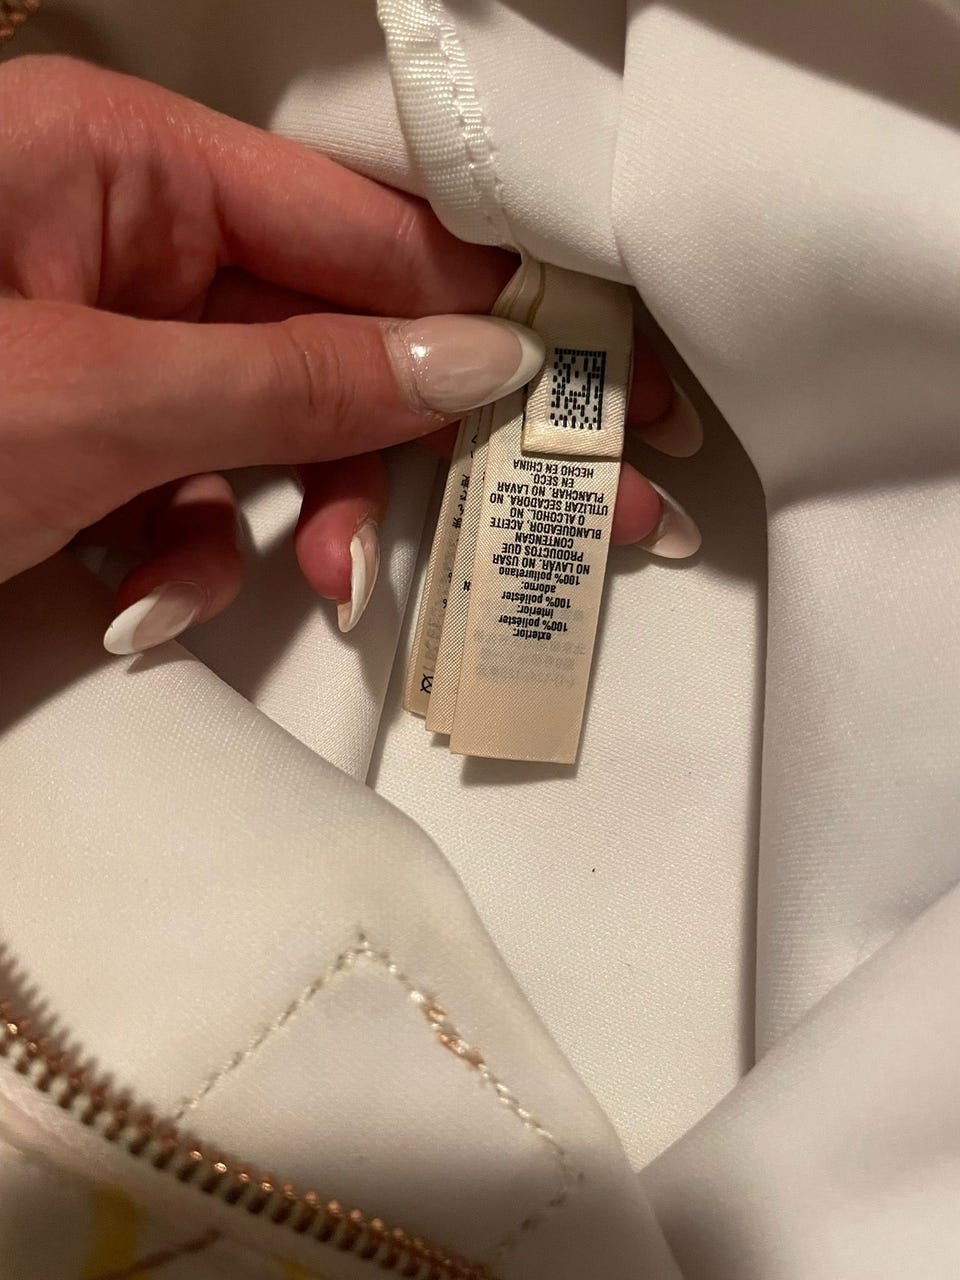 exterior:
100% poliéster
interior:
100% poliéster
adorno:
100% poliuretano
NO LAVAR. NO USAR
PRODUCTOS QUE
CONTENGAN
BLANQUEADOR, ACEITE
O ALCOHOL. NO
UTILIZAR SECADORA. NO
PLANCHAR. NO LAVAR
EN SECO.
HECHO EN CHINA